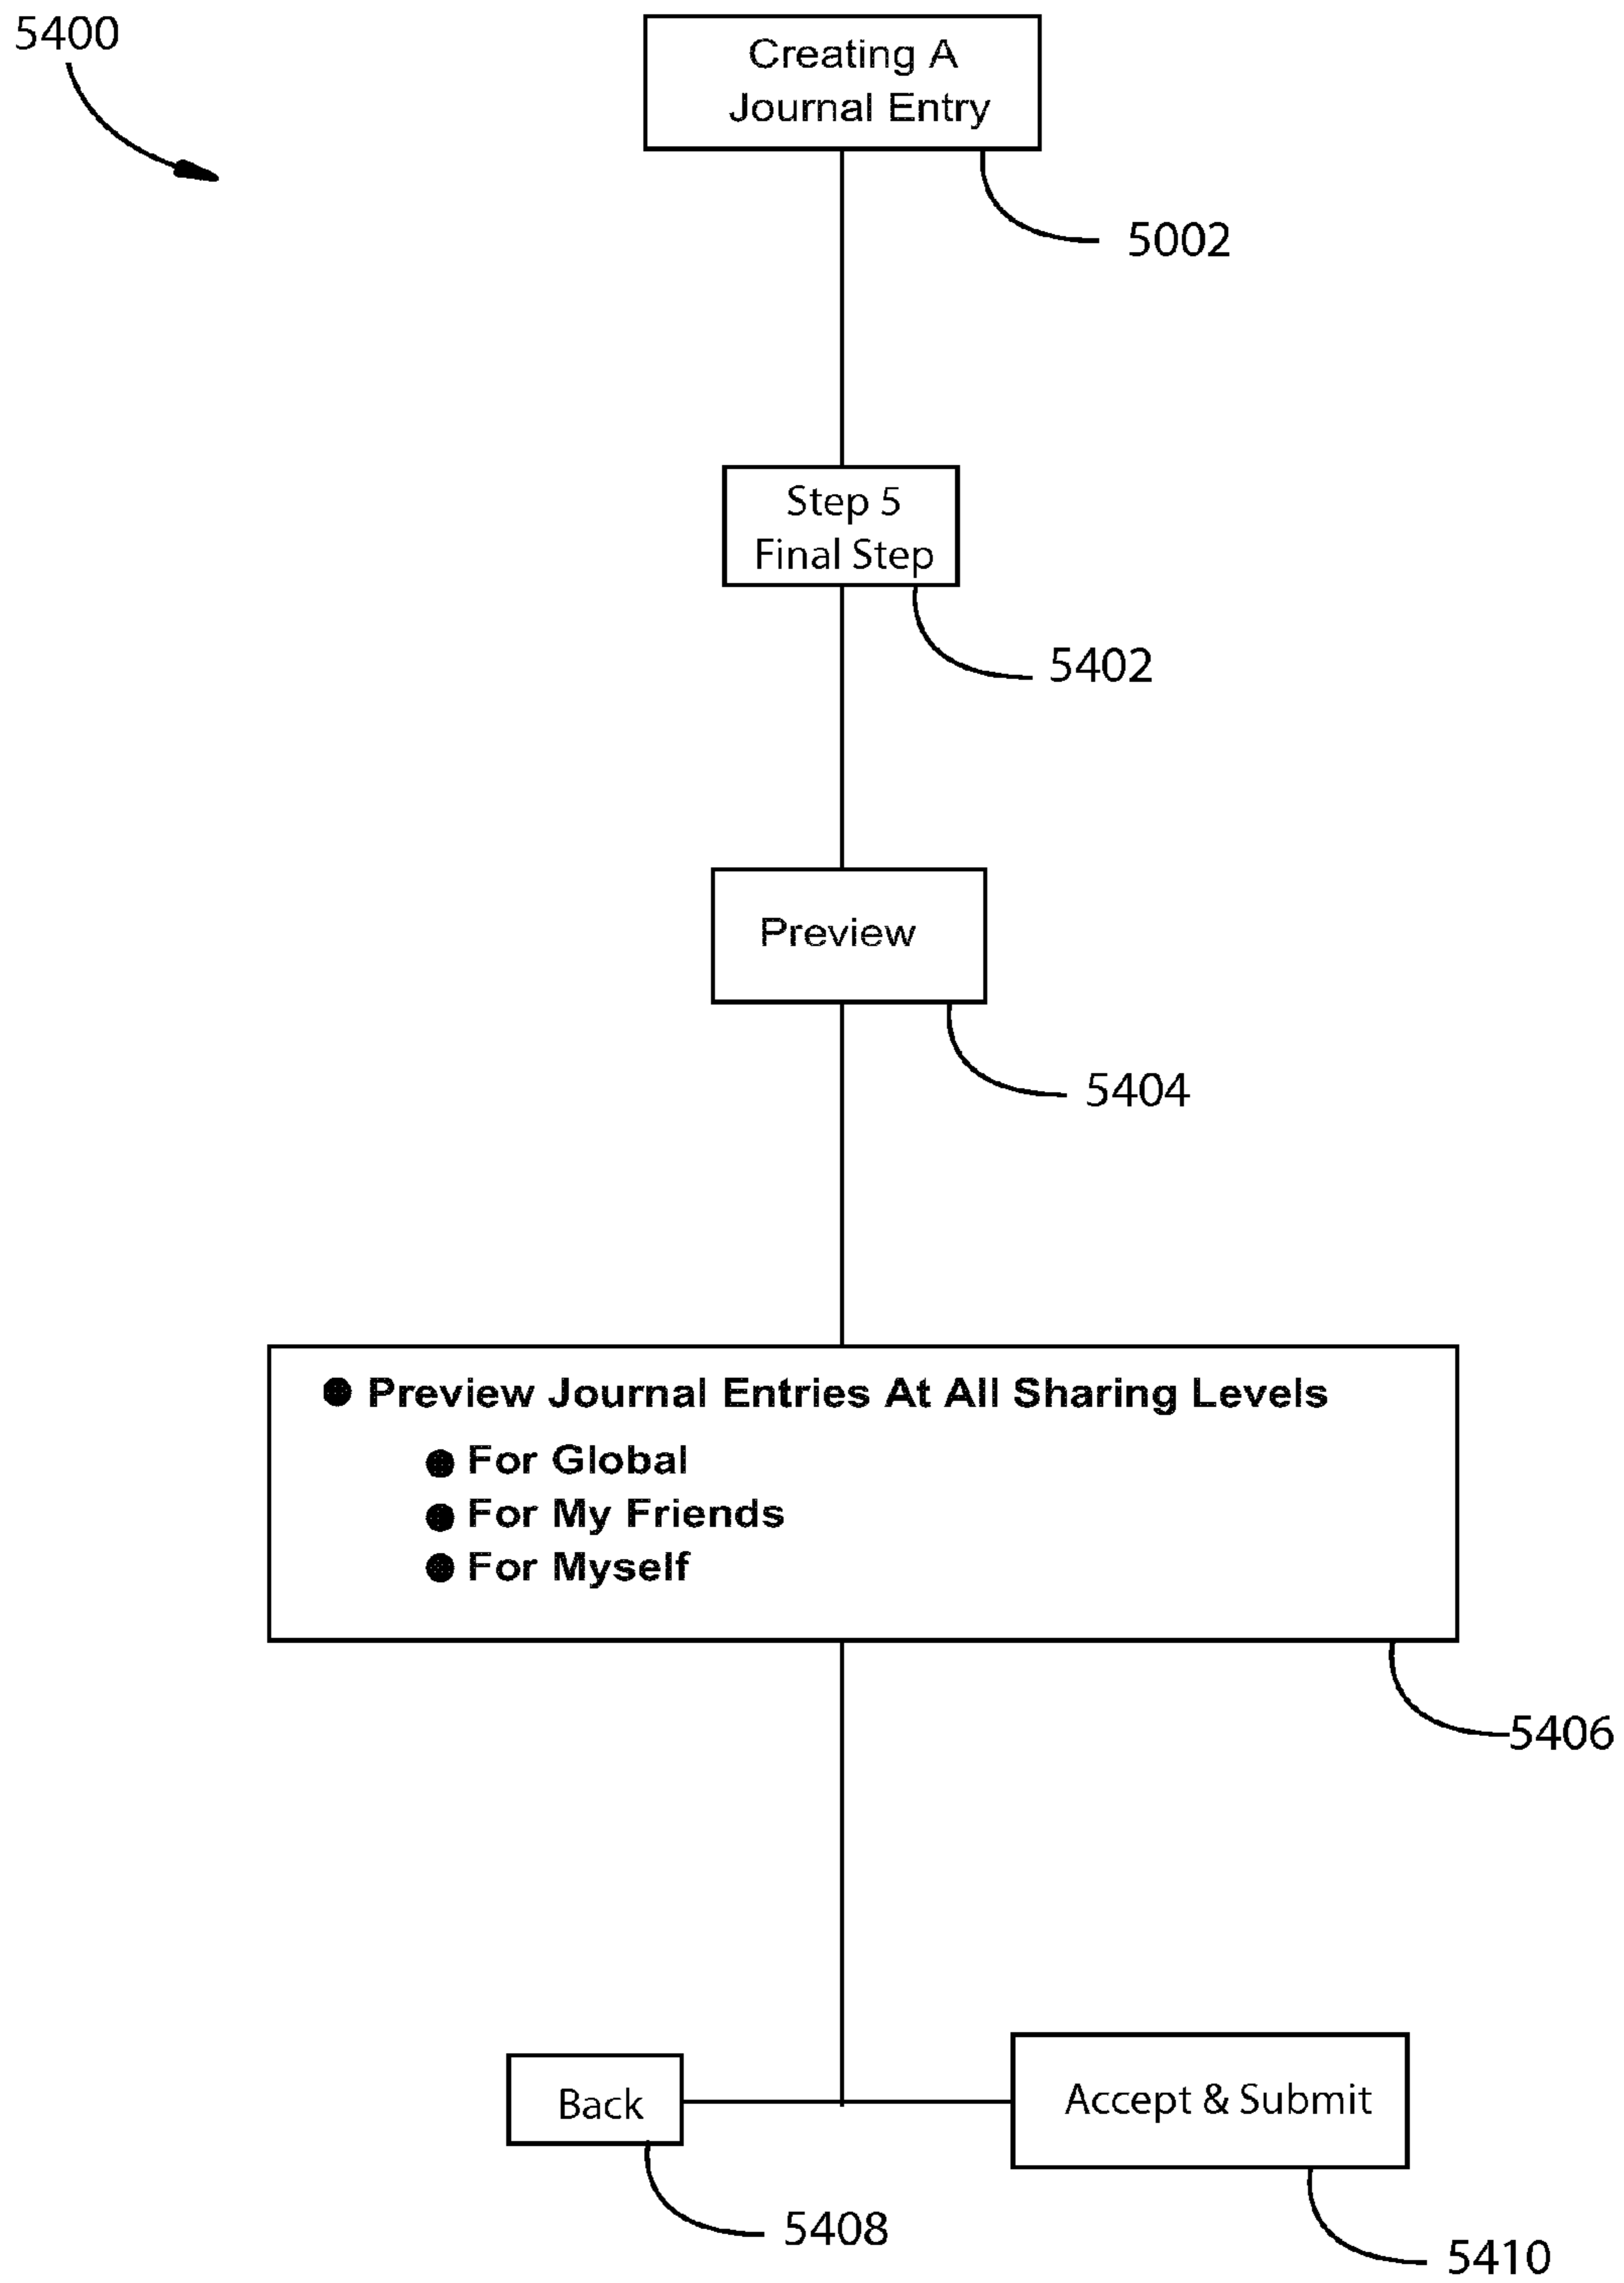 5400
Creating A
Journal Entry
5002
Step 5
Final Step
5402
Preview
5404
● Preview Journal Entries At All Sharing Levels
● For Global
● For My Friends
● For Myself
5406
Back
Accept & Submit
5408
5410